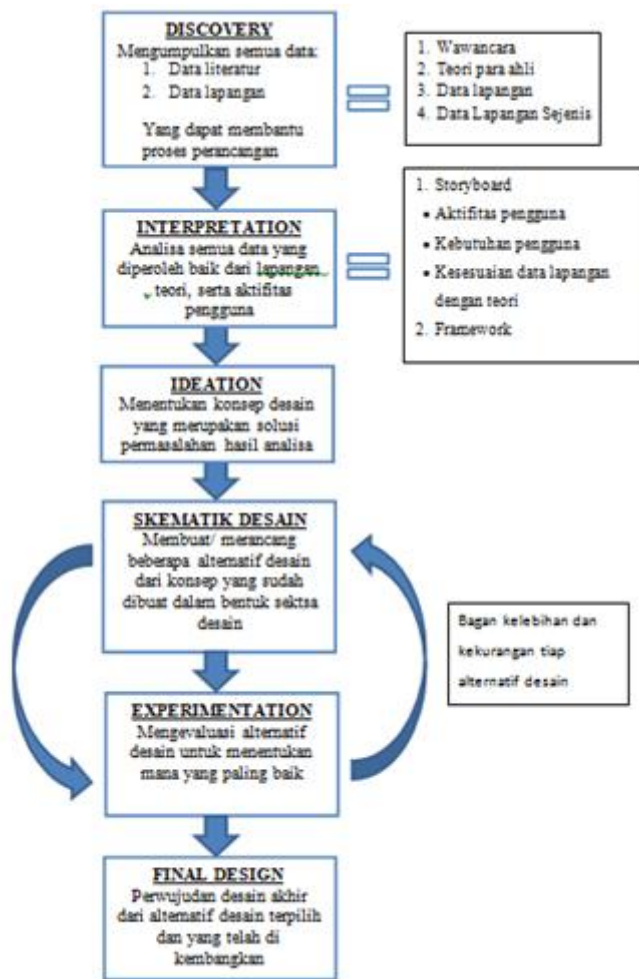 DISCOVERY
Mengumpulkan semua data:
1. Data literatur
2. Data lapangan
Yang dapat membantu
proses perancangan
1. Wawancara
2. Teori para ahli
3. Data lapangan
4. Data Lapangan Sejenis
INTERPRETATION
Analisa semua data yang
diperoleh baik dari lapangan
, teori, serta aktifitas
pengguna
1. Storyboard
• Aktifitas pengguna
• Kebutuhan pengguna
• Kesesuaian data lapangan
dengan teori
2. Framework
IDEATION
Menentukan konsep desain
yang merupakan solusi
permasalahan hasil analisa
SKEMATIK DESAIN
Membuat/ merancang
beberapa alternatif desain
dari konsep yang sudah
dibuat dalam bentuk sektsa
desain
Bagan kelebihan dan
kekurangan tiap
alternatif desain
EXPERIMENTATION
Mengevaluasi alternatif
desain untuk menentukan
mana yang paling baik
FINAL DESIGN
Perwujudan desain akhir
dari alternatif desain terpilih
dan yang telah di
kembangkan